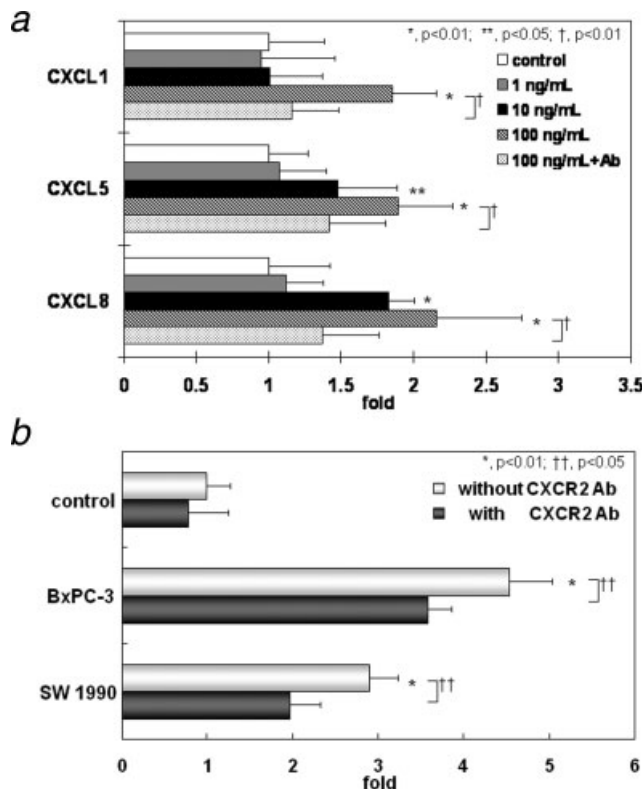 a
*, p<0.01; **, p<0.05; †, p<0.01
control
1 ng/mL
10 ng/mL
100 ng/mL
100 ng/mL+Ab
CXCL1
* †
CXCL5
**
* †
CXCL8
*
* †
0 0.5 1 1.5 2 2.5 3 3.5
fold
b
*, p<0.01; ††, p<0.05
without CXCR2 Ab
with CXCR2 Ab
control
BxPC-3
* ††
SW 1990
* ††
0 1 2 3 4 5 6
fold